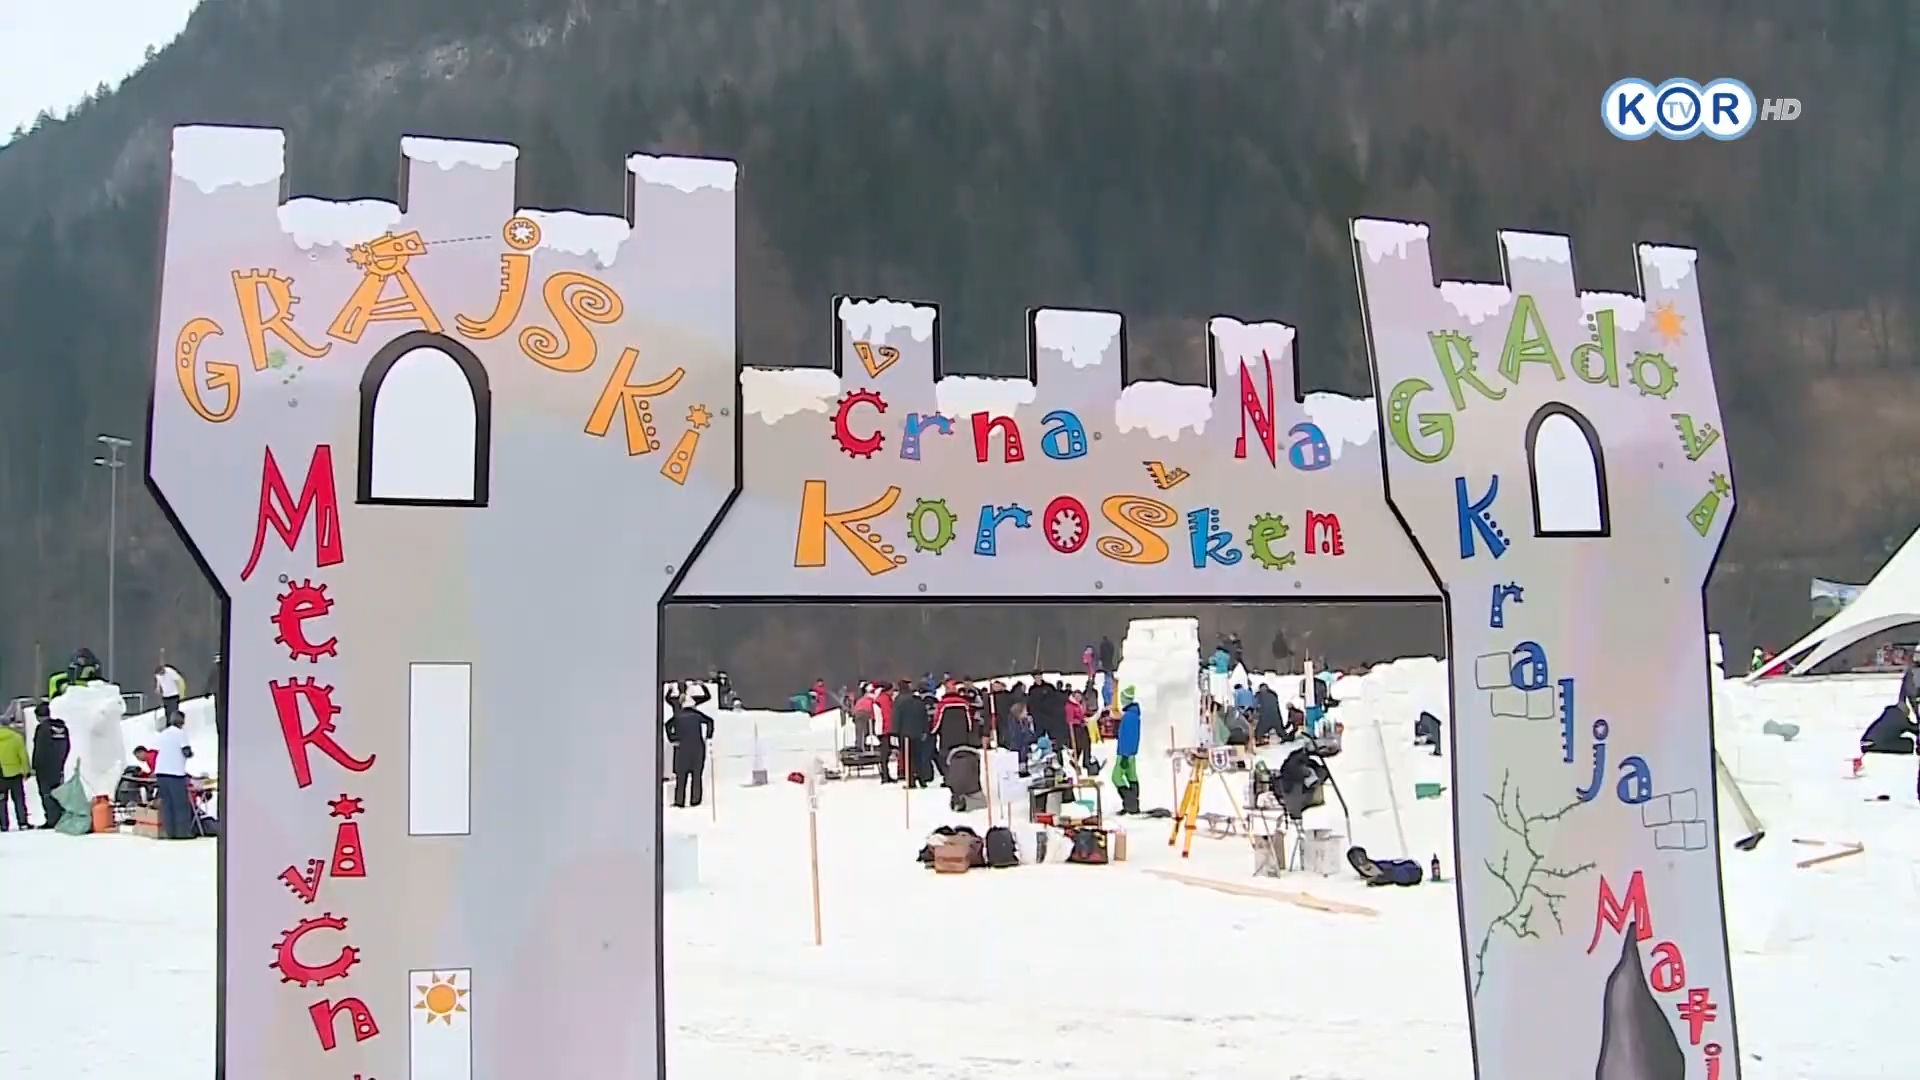 KOR TV HD
GRAJSKI
MeRivČn
Črna Na
KoroŠkem
GRAdovi
Kralja
Mati